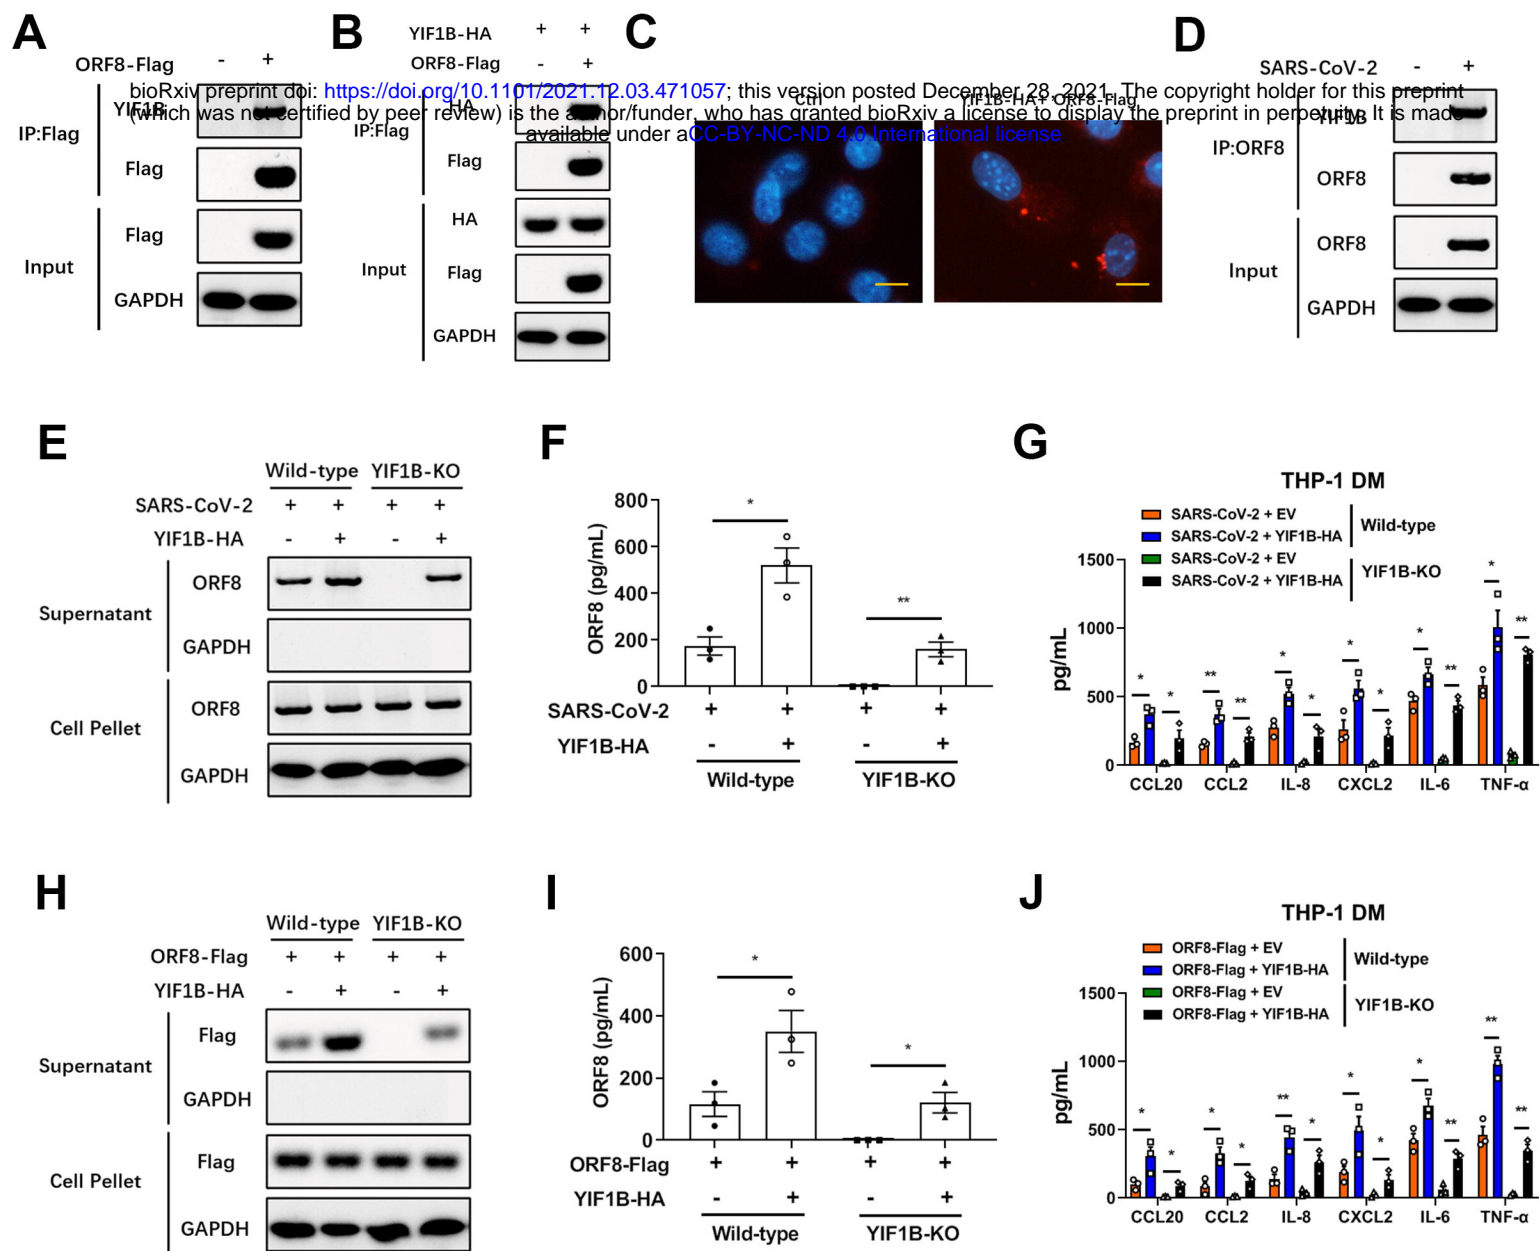 A
ORF8-Flag - +
IP:Flag
YIF1B
Flag
Input
Flag
GAPDH
B
YIF1B-HA + +
ORF8-Flag - +
IP:Flag
HA
Flag
Input
HA
Flag
GAPDH
C
Ctrl
YIF1B-HA+ ORF8-Flag
D
SARS-CoV-2 - +
IP:ORF8
YIF1B
ORF8
Input
ORF8
GAPDH
bioRxiv preprint doi: https://doi.org/10.1101/2021.12.03.471057; this version posted December 28, 2021. The copyright holder for this preprint
(which was not certified by peer review) is the author/funder, who has granted bioRxiv a license to display the preprint in perpetuity. It is made
available under aCC-BY-NC-ND 4.0 International license
E
Wild-type YIF1B-KO
SARS-CoV-2 + + + +
YIF1B-HA - + - +
Supernatant
ORF8
GAPDH
Cell Pellet
ORF8
GAPDH
F
ORF8 (pg/mL)
800
600
400
200
0
* **
SARS-CoV-2 + + + +
YIF1B-HA - + - +
Wild-type YIF1B-KO
G
THP-1 DM
SARS-CoV-2 + EV
SARS-CoV-2 + YIF1B-HA
Wild-type
SARS-CoV-2 + EV
SARS-CoV-2 + YIF1B-HA
YIF1B-KO
pg/mL
1500
1000
500
0
* * ** ** * * * * * ** * **
CCL20 CCL2 IL-8 CXCL2 IL-6 TNF-α
H
Wild-type YIF1B-KO
ORF8-Flag + + + +
YIF1B-HA - + - +
Supernatant
Flag
GAPDH
Cell Pellet
Flag
GAPDH
I
ORF8 (pg/mL)
600
400
200
0
* *
ORF8-Flag + + + +
YIF1B-HA - + - +
Wild-type YIF1B-KO
J
THP-1 DM
ORF8-Flag + EV
ORF8-Flag + YIF1B-HA
Wild-type
ORF8-Flag + EV
ORF8-Flag + YIF1B-HA
YIF1B-KO
pg/mL
1500
1000
500
0
* * * * ** * * * * ** ** **
CCL20 CCL2 IL-8 CXCL2 IL-6 TNF-α